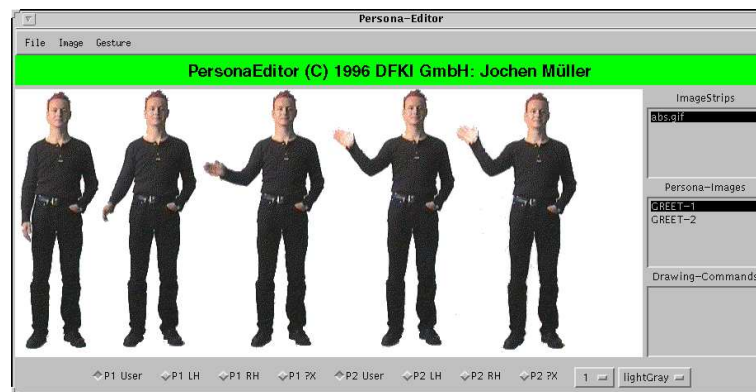 Persona-Editor
File Image Gesture
PersonaEditor (C) 1996 DFKI GmbH: Jochen Müller
ImageStrips
abs.gif
Persona-Images
GREET-1
GREET-2
Drawing-Commands
P1 User P1 LH P1 RH P1 ?X P2 User P2 LH P2 RH P2 ?X 1 lightGray